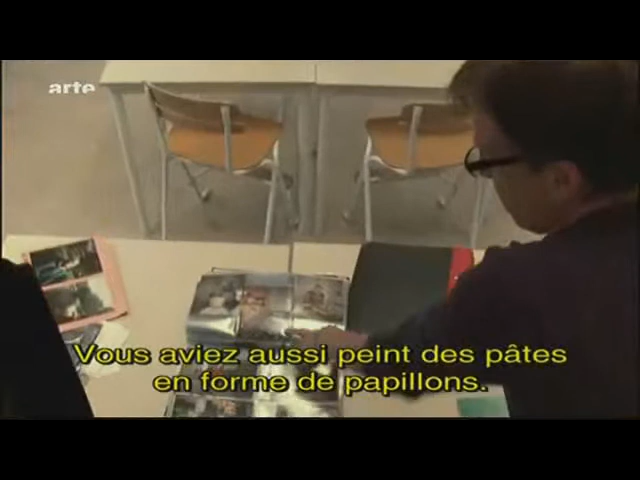 arte
Vous aviez aussi peint des pâtes
en forme de papillons.